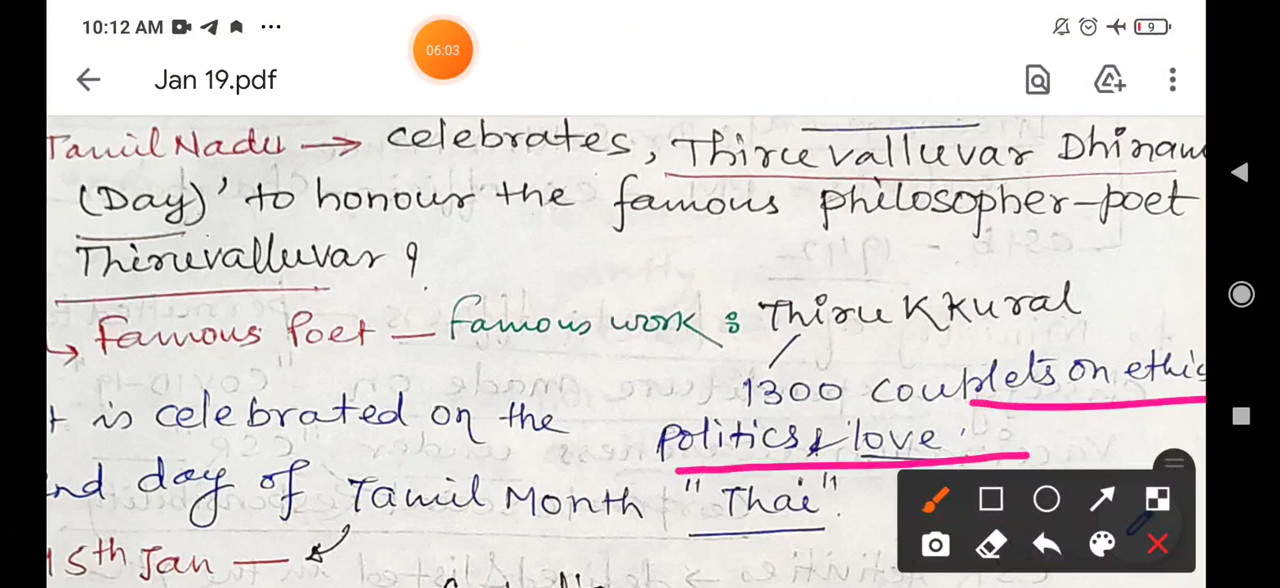 10:12 AM
06:03
9
Jan 19.pdf
Tamil Nadu → celebrates, Thiruvalluvar Dhinam
(Day)' to honour the famous philosopher-poet
Thiruvalluvar ?
↳ Famous Poet — famous work : ThiruKKural
1300 couplets on ethic
politics & love
t is celebrated on the
nd day of Tamil Month "Thai".
15th Jan —